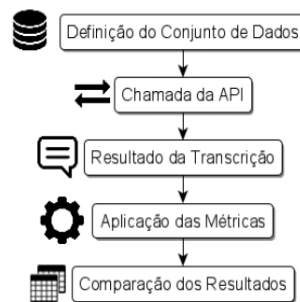 Definição do Conjunto de Dados
Chamada da API
Resultado da Transcrição
Aplicação das Métricas
Comparação dos Resultados